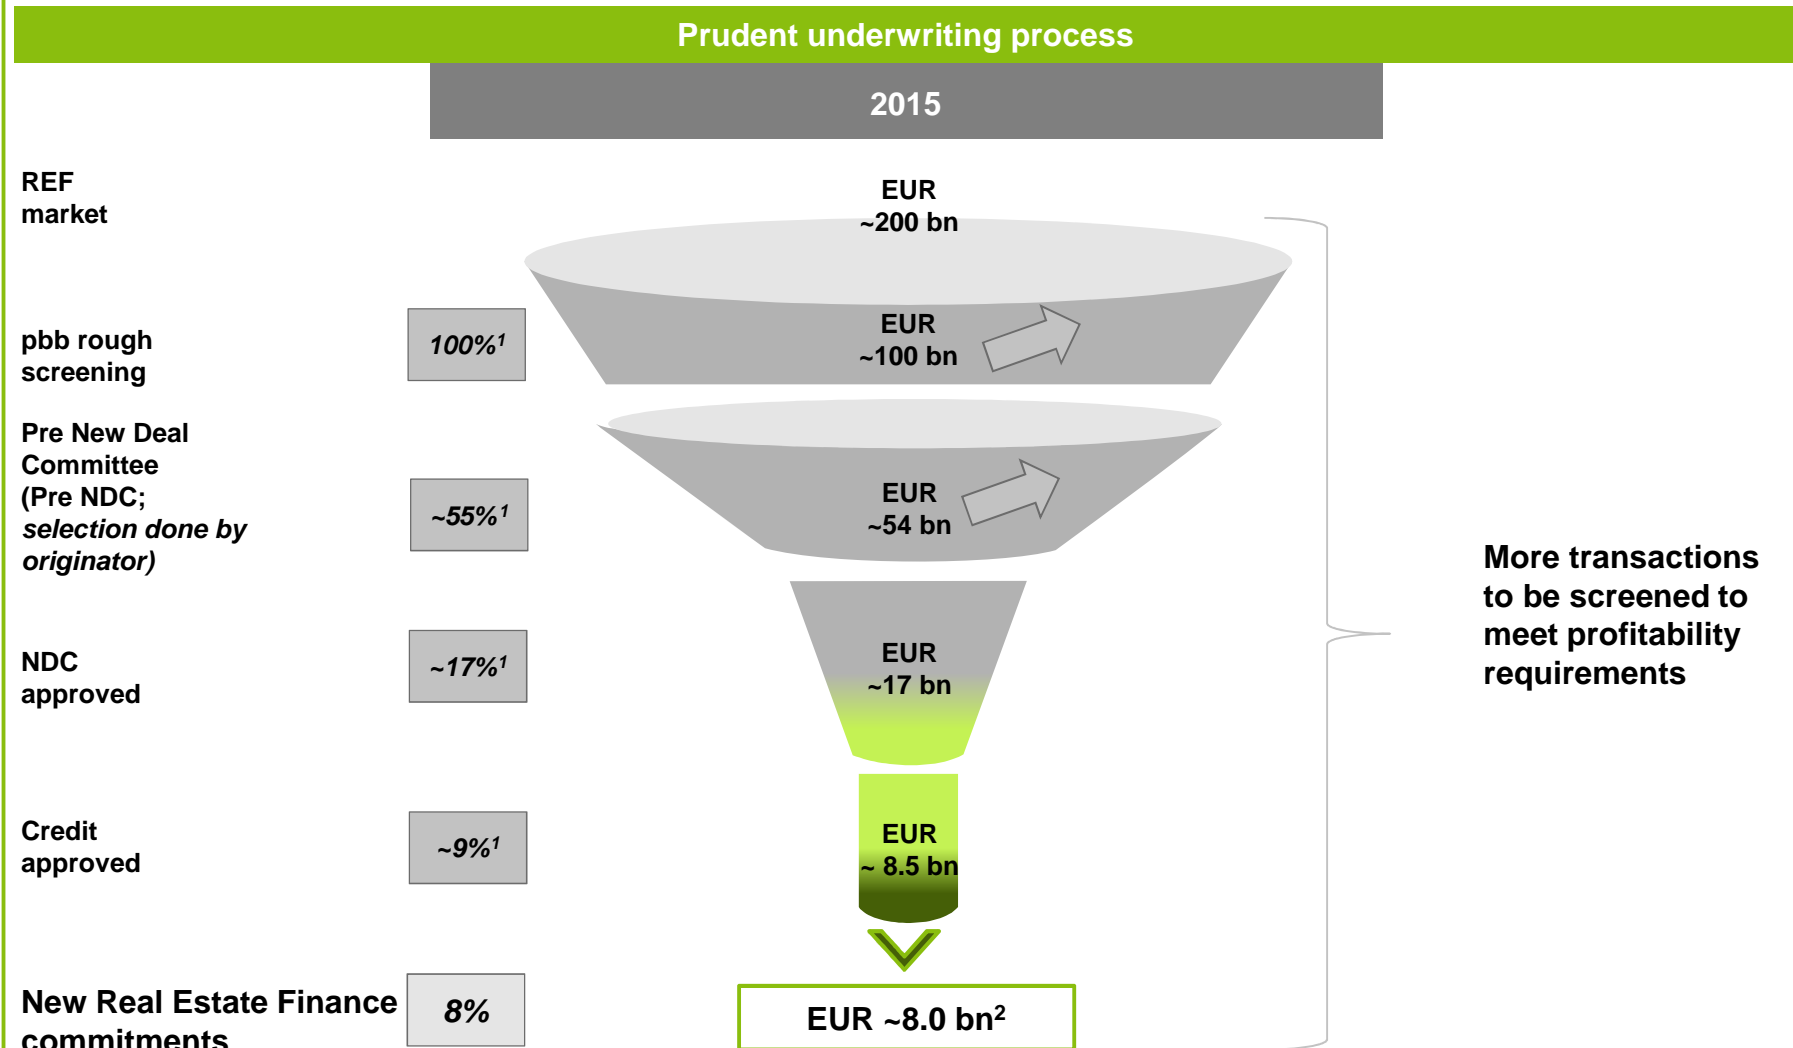 Prudent underwriting process
2015
REF
market
EUR
~200 bn
pbb rough
screening
100%¹
EUR
~100 bn
Pre New Deal
Committee
(Pre NDC;
selection done by
originator)
~55%¹
EUR
~54 bn
NDC
approved
~17%¹
EUR
~17 bn
Credit
approved
~9%¹
EUR
~ 8.5 bn
New Real Estate Finance
commitments
8%
EUR ~8.0 bn²
More transactions
to be screened to
meet profitability
requirements